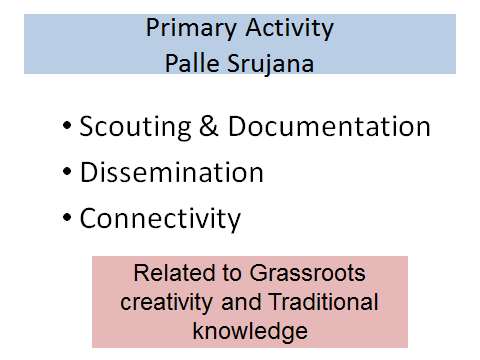 Primary Activity
Palle Srujana
• Scouting & Documentation
• Dissemination
• Connectivity
Related to Grassroots
creativity and Traditional
knowledge